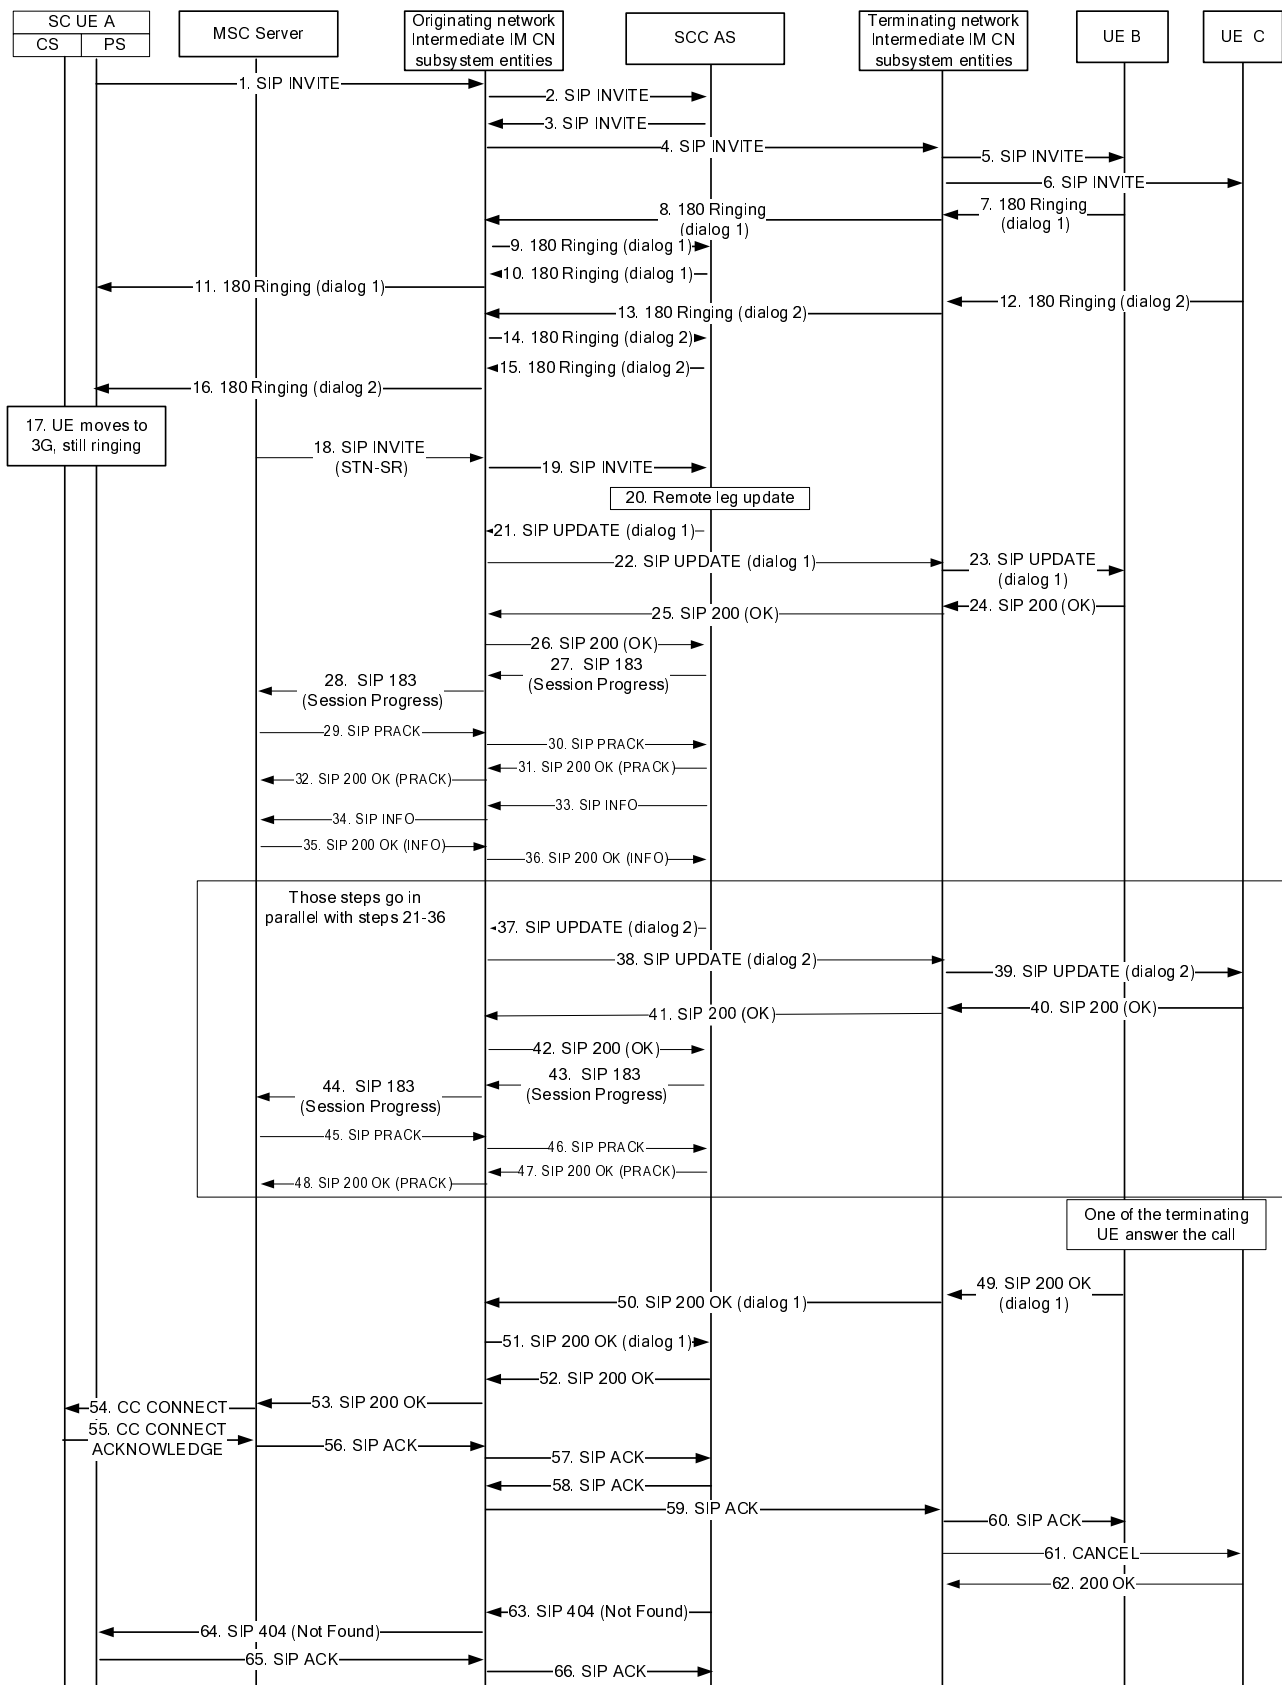 SC UE A
CS
PS
MSC Server
Originating network
Intermediate IM CN
subsystem entities
SCC AS
Terminating network
Intermediate IM CN
subsystem entities
UE B
UE C
1. SIP INVITE
2. SIP INVITE
3. SIP INVITE
4. SIP INVITE
5. SIP INVITE
6. SIP INVITE
7. 180 Ringing
(dialog 1)
8. 180 Ringing
(dialog 1)
9. 180 Ringing (dialog 1)
10. 180 Ringing (dialog 1)
11. 180 Ringing (dialog 1)
12. 180 Ringing (dialog 2)
13. 180 Ringing (dialog 2)
14. 180 Ringing (dialog 2)
15. 180 Ringing (dialog 2)
16. 180 Ringing (dialog 2)
17. UE moves to
3G, still ringing
18. SIP INVITE
(STN-SR)
19. SIP INVITE
20. Remote leg update
21. SIP UPDATE (dialog 1)
22. SIP UPDATE (dialog 1)
23. SIP UPDATE
(dialog 1)
24. SIP 200 (OK)
25. SIP 200 (OK)
26. SIP 200 (OK)
27. SIP 183
(Session Progress)
28. SIP 183
(Session Progress)
29. SIP PRACK
30. SIP PRACK
31. SIP 200 OK (PRACK)
32. SIP 200 OK (PRACK)
33. SIP INFO
34. SIP INFO
35. SIP 200 OK (INFO)
36. SIP 200 OK (INFO)
Those steps go in
parallel with steps 21-36
37. SIP UPDATE (dialog 2)
38. SIP UPDATE (dialog 2)
39. SIP UPDATE (dialog 2)
40. SIP 200 (OK)
41. SIP 200 (OK)
42. SIP 200 (OK)
43. SIP 183
(Session Progress)
44. SIP 183
(Session Progress)
45. SIP PRACK
46. SIP PRACK
47. SIP 200 OK (PRACK)
48. SIP 200 OK (PRACK)
One of the terminating
UE answer the call
49. SIP 200 OK
(dialog 1)
50. SIP 200 OK (dialog 1)
51. SIP 200 OK (dialog 1)
52. SIP 200 OK
53. SIP 200 OK
54. CC CONNECT
55. CC CONNECT
ACKNOWLEDGE
56. SIP ACK
57. SIP ACK
58. SIP ACK
59. SIP ACK
60. SIP ACK
61. CANCEL
62. 200 OK
63. SIP 404 (Not Found)
64. SIP 404 (Not Found)
65. SIP ACK
66. SIP ACK